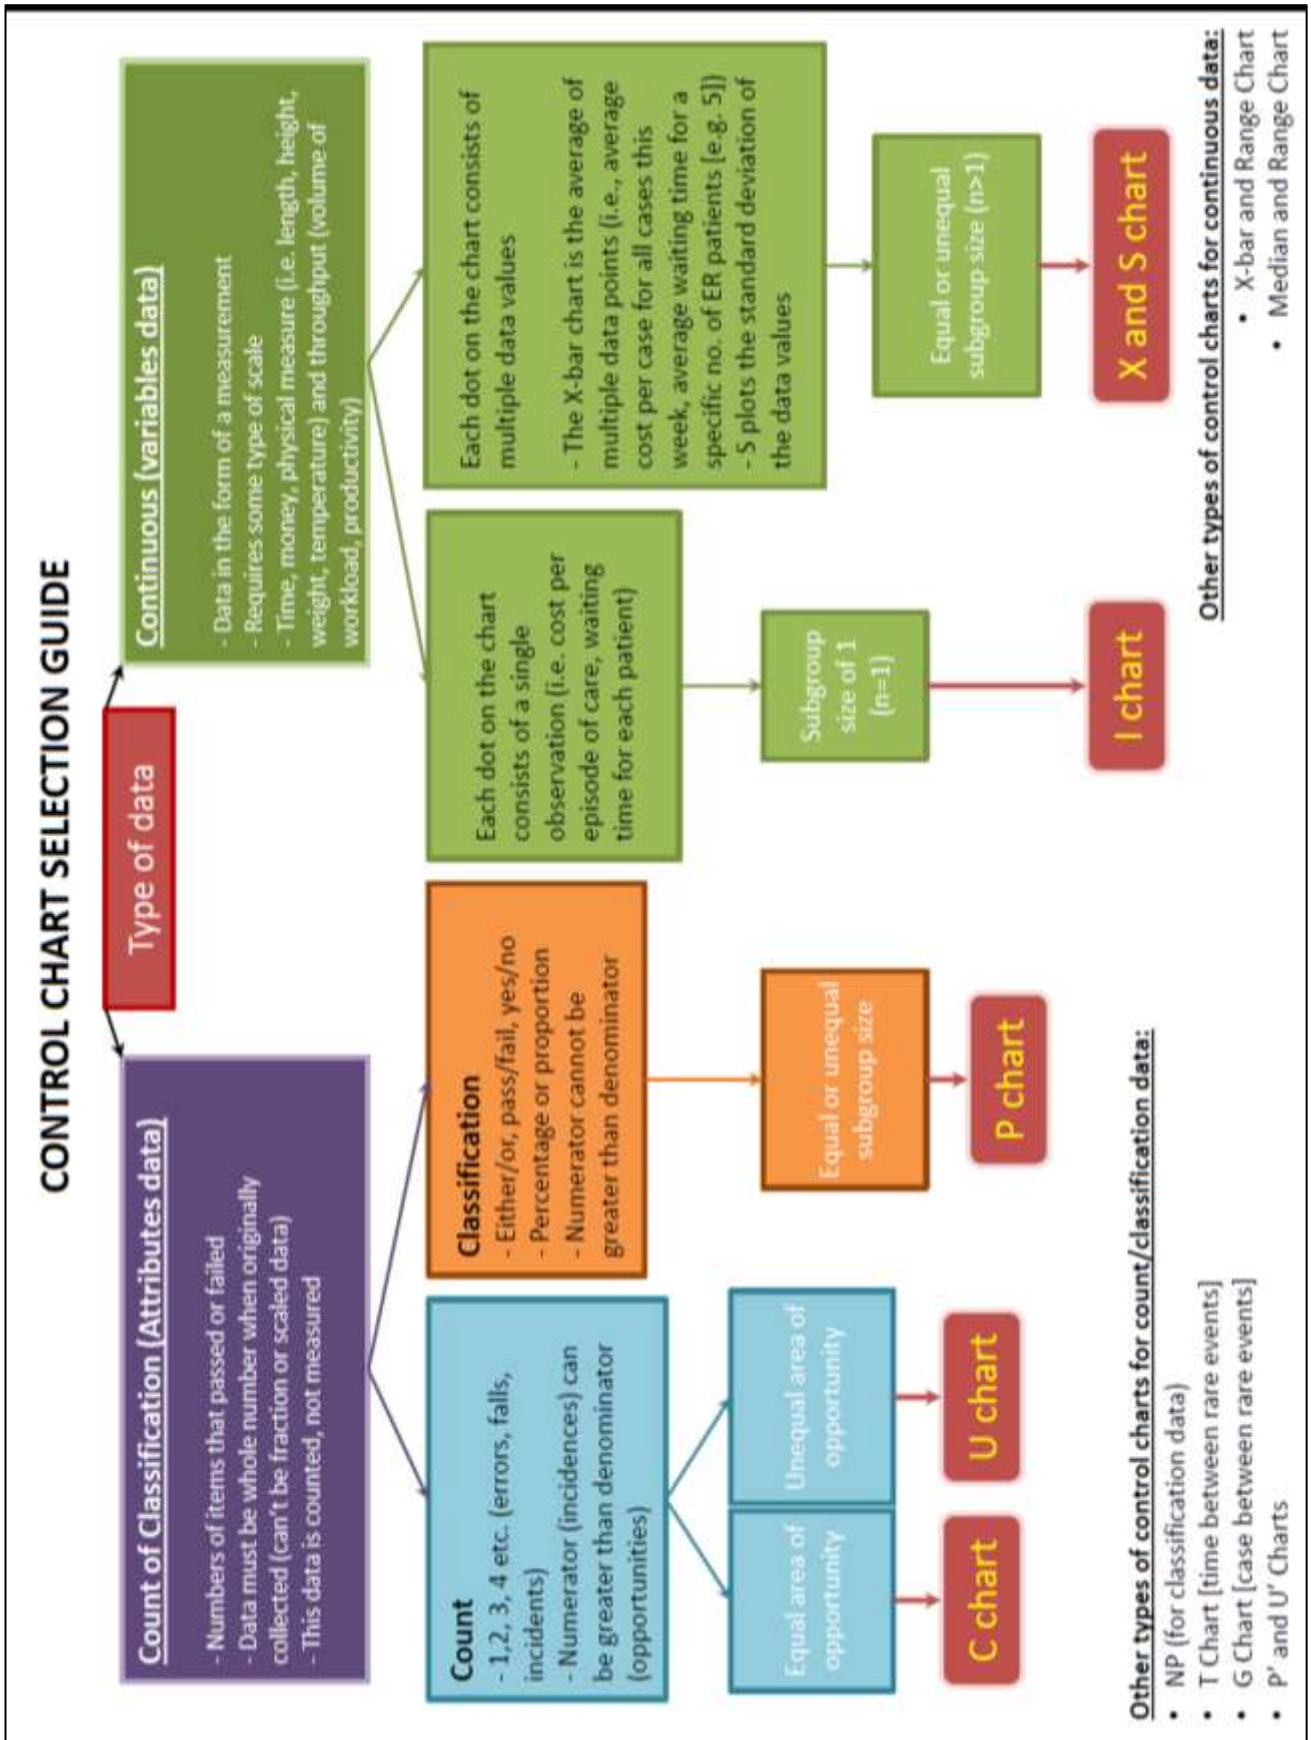 CONTROL CHART SELECTION GUIDE
Type of data
Count of Classification (Attributes data)
- Numbers of items that passed or failed
- Data must be whole number when originally
collected (can't be fraction or scaled data)
- This data is counted, not measured
Continuous (variables data)
- Data in the form of a measurement
- Requires some type of scale
- Time, money, physical measure (i.e. length, height,
weight, temperature) and throughput (volume of
workload, productivity)
Count
- 1,2, 3, 4 etc. (errors, falls,
incidents)
- Numerator (incidences) can
be greater than denominator
(opportunities)
Classification
- Either/or, pass/fail, yes/no
- Percentage or proportion
- Numerator cannot be
greater than denominator
Each dot on the chart
consists of a single
observation (i.e. cost per
episode of care, waiting
time for each patient)
Each dot on the chart consists of
multiple data values
- The X-bar chart is the average of
multiple data points (i.e., average
cost per case for all cases this
week, average waiting time for a
specific no. of ER patients [e.g. 5])
- S plots the standard deviation of
the data values
Equal area of
opportunity
Unequal area of
opportunity
Equal or unequal
subgroup size
Subgroup
size of 1
(n=1)
Equal or unequal
subgroup size (n>1)
C chart
U chart
P chart
I chart
X and S chart
Other types of control charts for count/classification data:
• NP (for classification data)
• T Chart [time between rare events]
• G Chart [case between rare events]
• P' and U' Charts
Other types of control charts for continuous data:
• X-bar and Range Chart
• Median and Range Chart